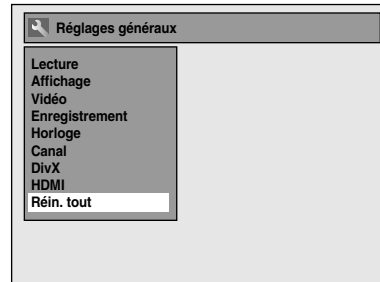 Réglages généraux
Lecture
Affichage
Vidéo
Enregistrement
Horloge
Canal
DivX
HDMI
Réin. tout